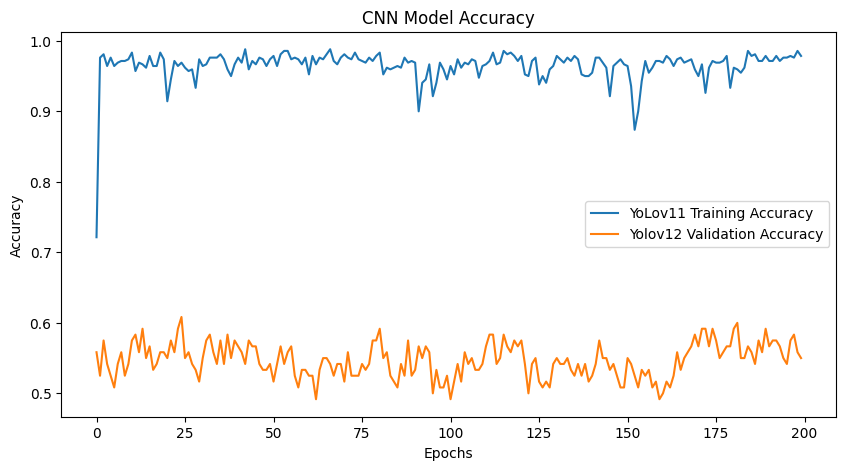 CNN Model Accuracy
1.0
0.9
0.8
0.7
0.6
0.5
Accuracy
YoLov11 Training Accuracy
Yolov12 Validation Accuracy
0 25 50 75 100 125 150 175 200
Epochs